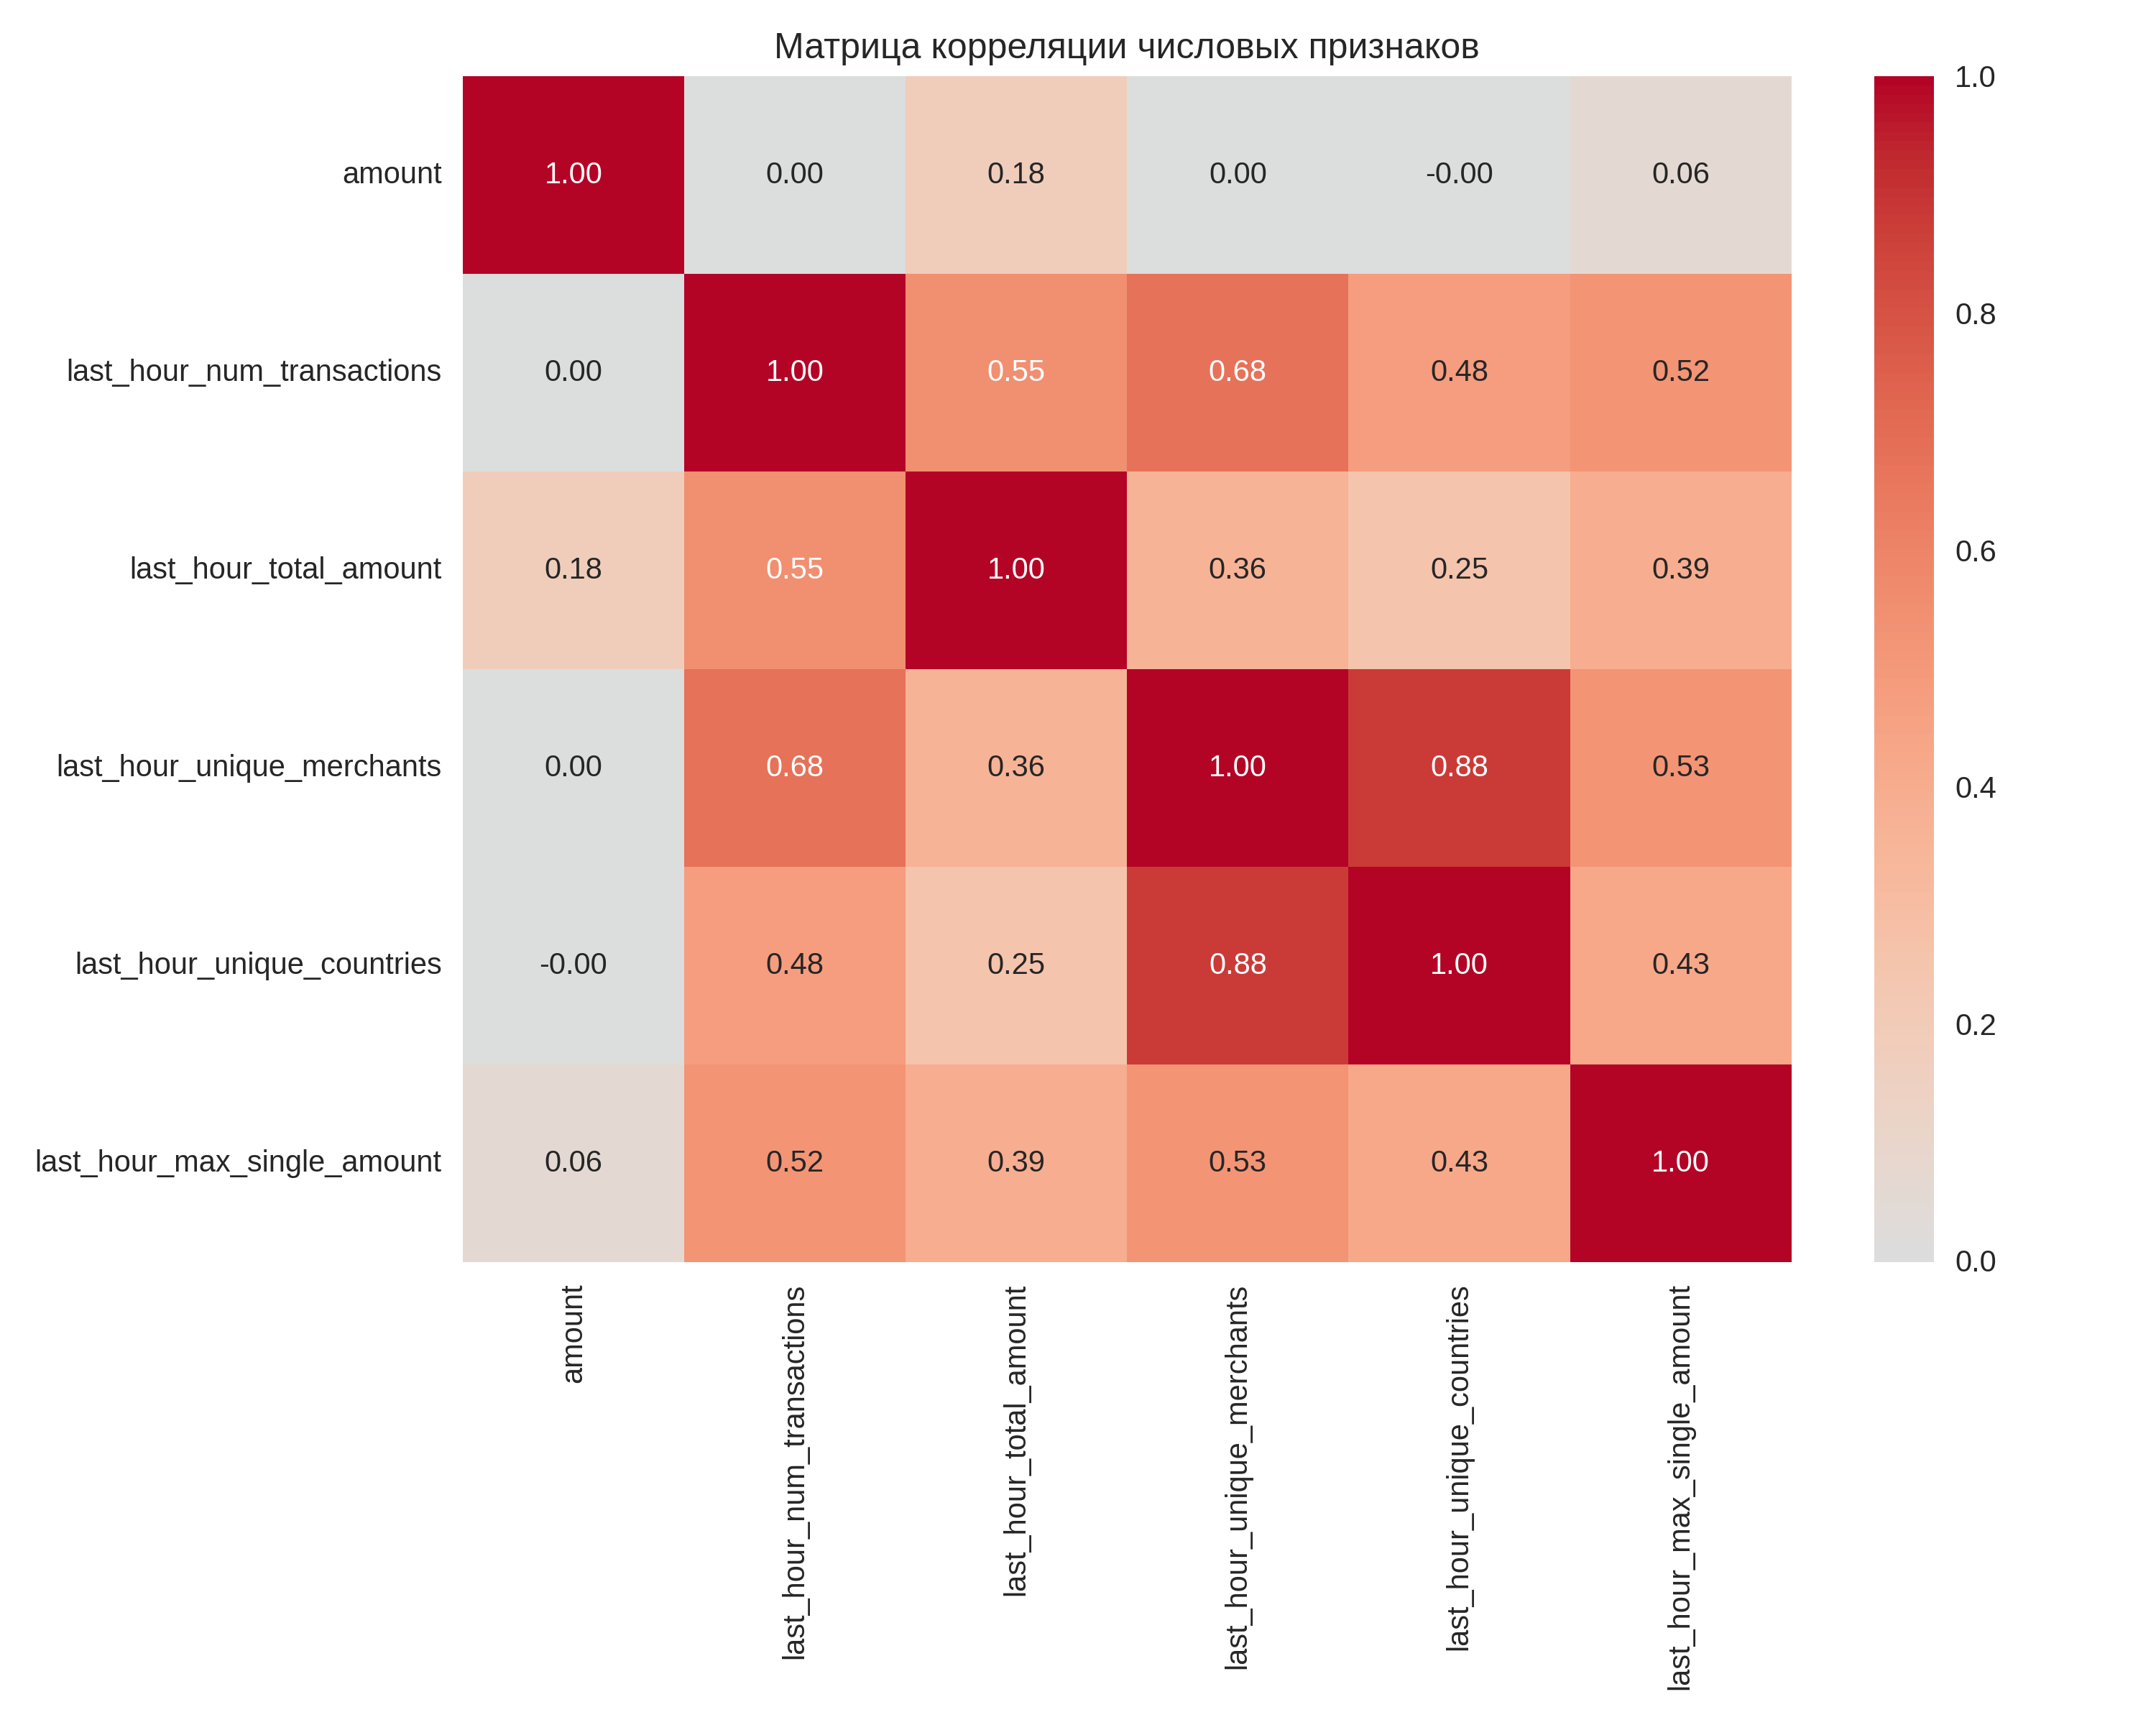 Матрица корреляции числовых признаков
amount 1.00 0.00 0.18 0.00 -0.00 0.06
last_hour_num_transactions 0.00 1.00 0.55 0.68 0.48 0.52
last_hour_total_amount 0.18 0.55 1.00 0.36 0.25 0.39
last_hour_unique_merchants 0.00 0.68 0.36 1.00 0.88 0.53
last_hour_unique_countries -0.00 0.48 0.25 0.88 1.00 0.43
last_hour_max_single_amount 0.06 0.52 0.39 0.53 0.43 1.00
amount
last_hour_num_transactions
last_hour_total_amount
last_hour_unique_merchants
last_hour_unique_countries
last_hour_max_single_amount
1.0
0.8
0.6
0.4
0.2
0.0